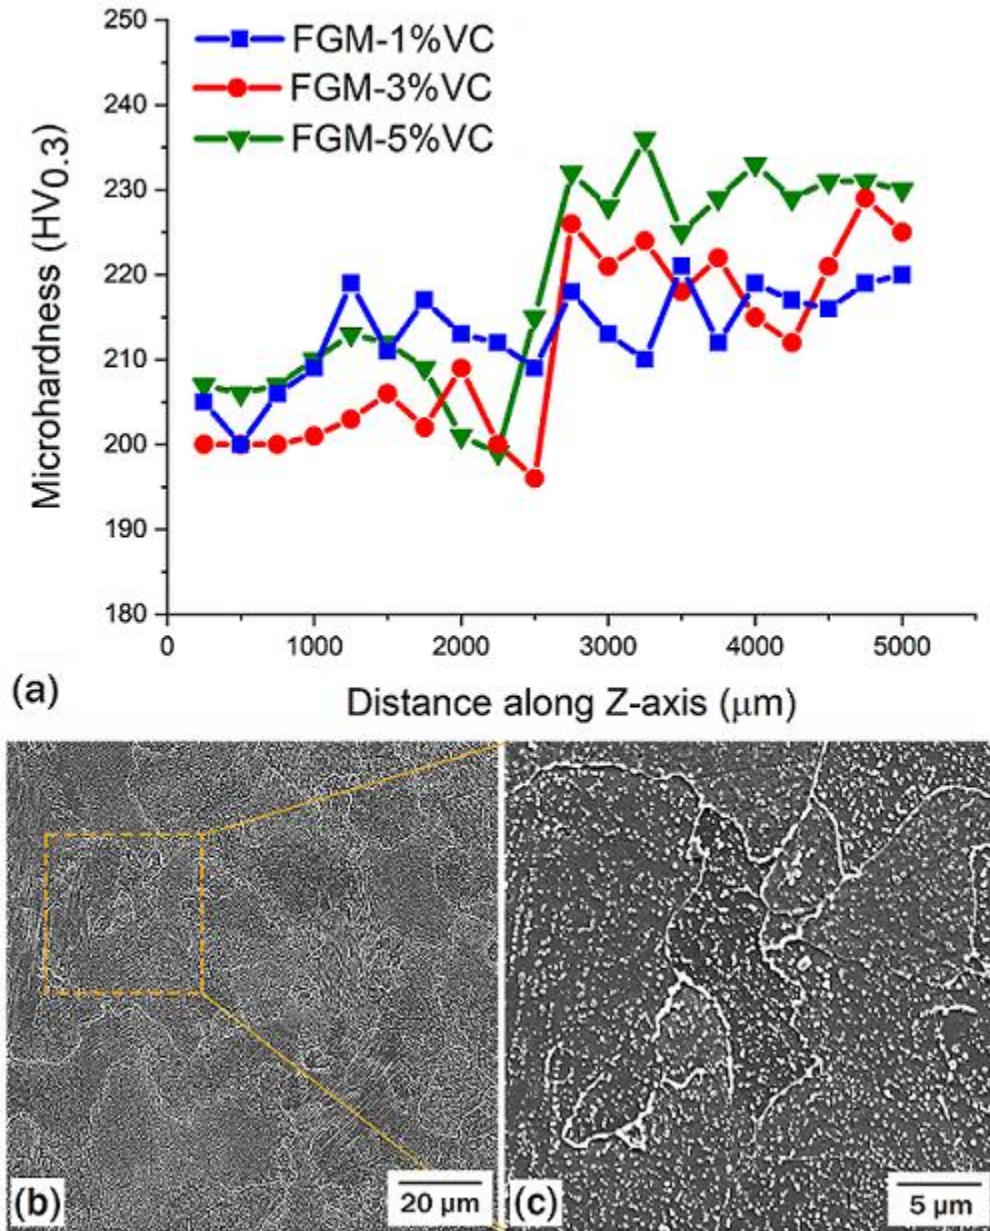 250
FGM-1%VC
240
FGM-3%VC
FGM-5%VC
230
220
210
200
190
180
Microhardness (HV0.3)
0 1000 2000 3000 4000 5000
(a)
Distance along Z-axis (μm)
(b)
20 μm
(c)
5 μm